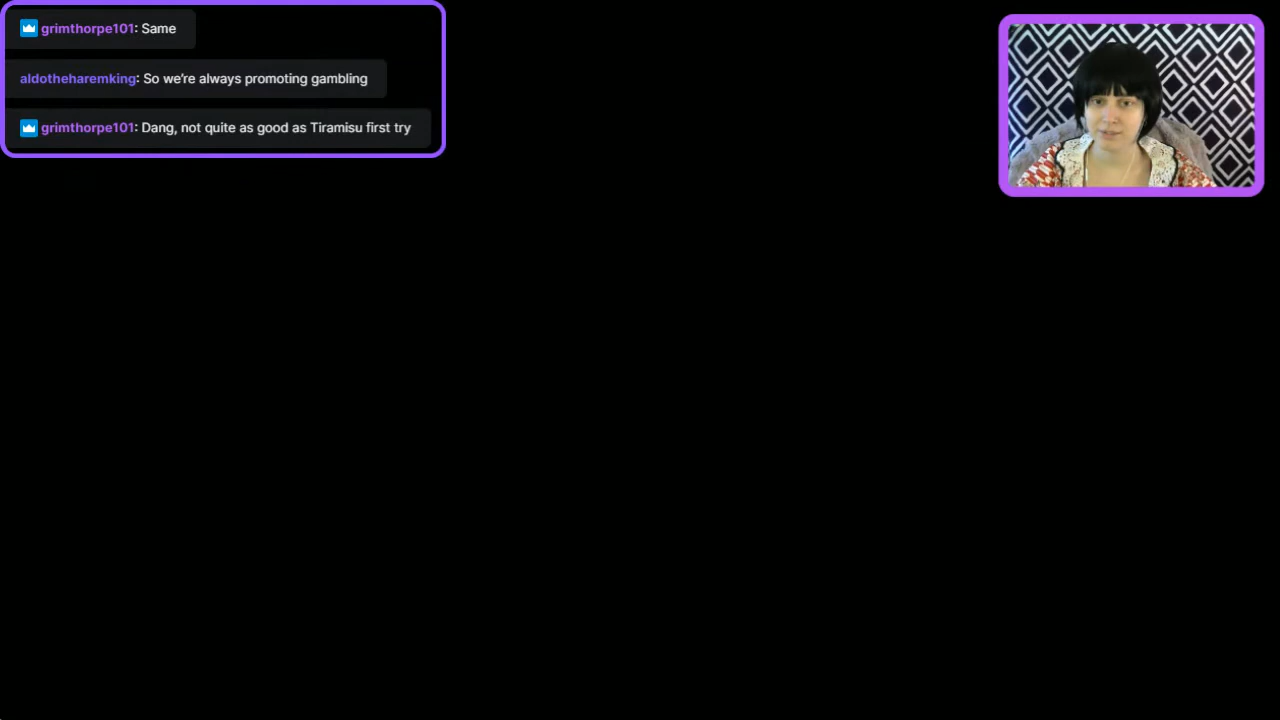 grimthorpe101: Same
aldotheharemking: So we're always promoting gambling
grimthorpe101: Dang, not quite as good as Tiramisu first try